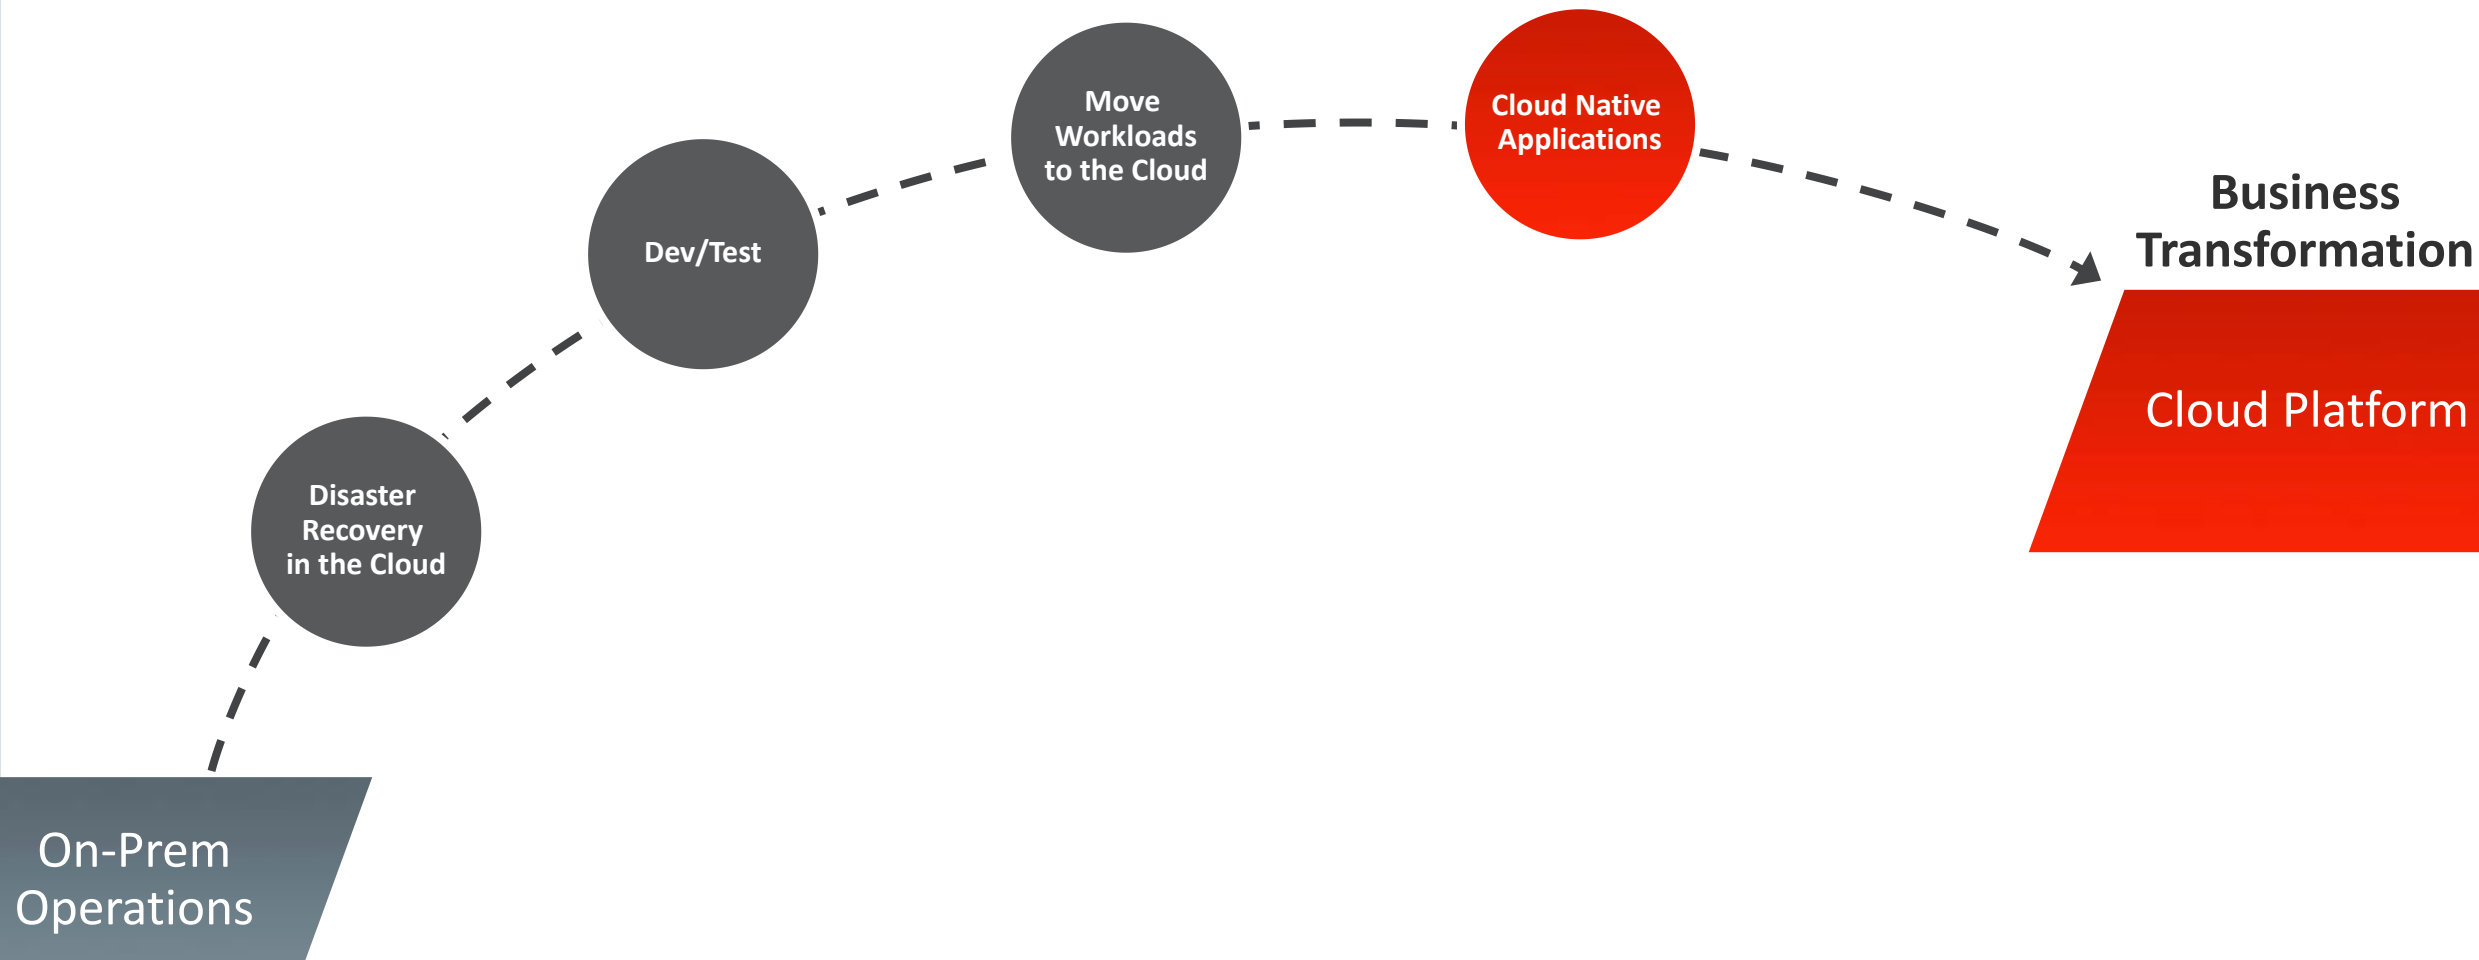 Move
Workloads
to the Cloud
Cloud Native
Applications
Business
Transformation
Dev/Test
Cloud Platform
Disaster
Recovery
in the Cloud
On-Prem
Operations